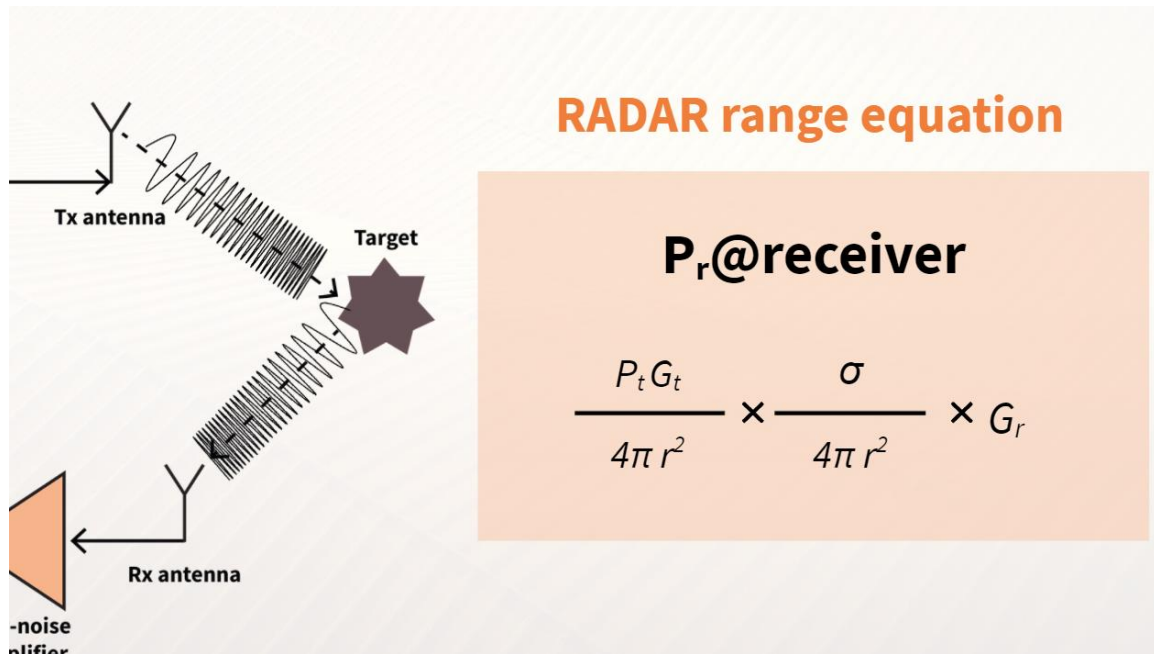 RADAR range equation
Tx antenna
Target
Pᵣ@receiver
PₜGₜ / 4π r² × σ / 4π r² × Gᵣ
Rx antenna
-noise